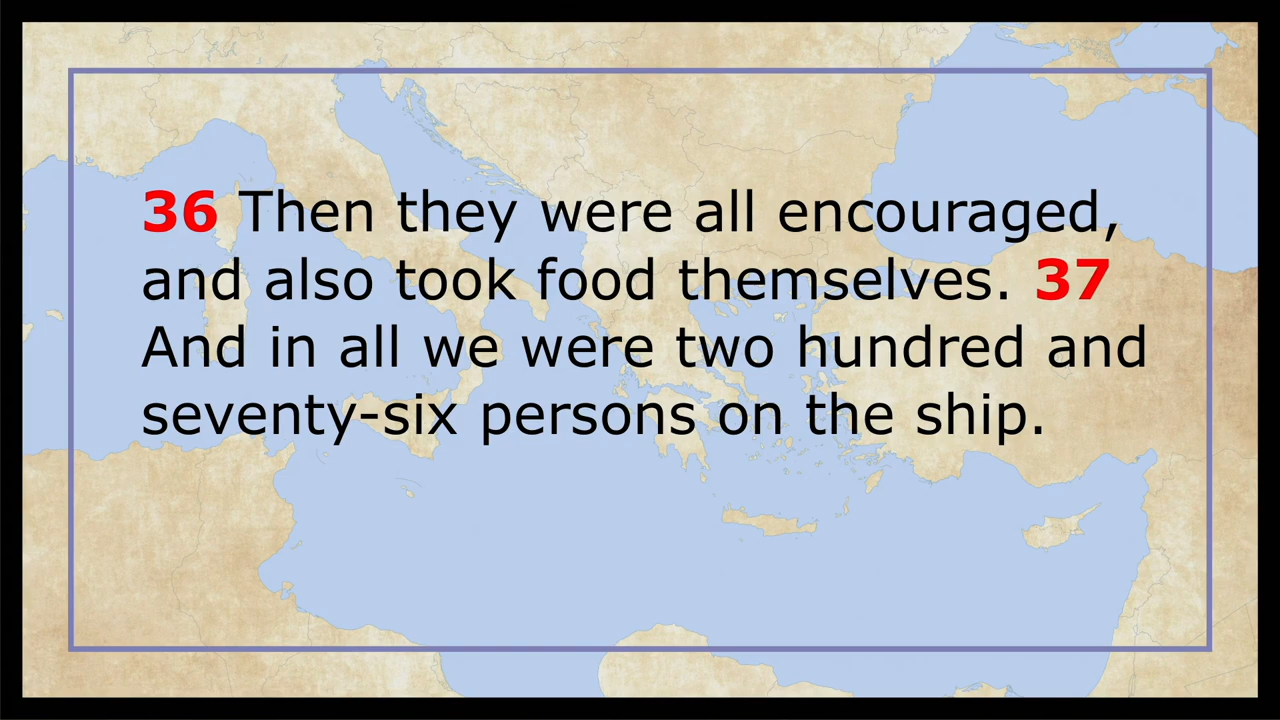 36 Then they were all encouraged,
and also took food themselves. 37
And in all we were two hundred and
seventy-six persons on the ship.